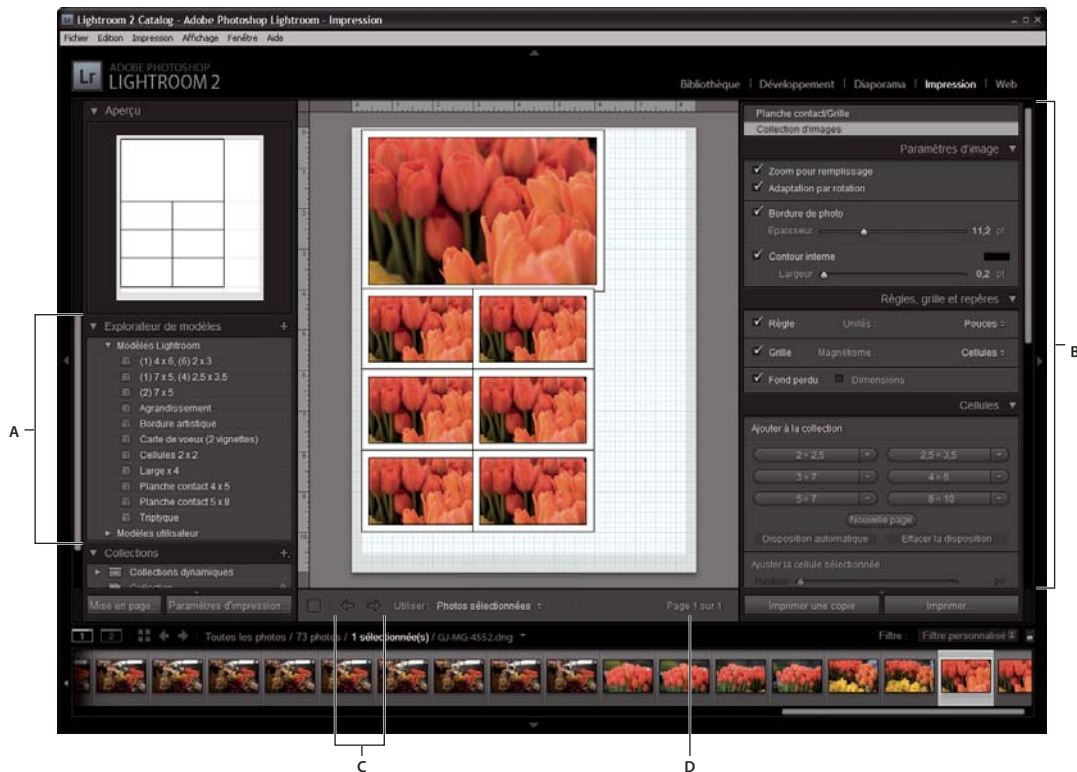 Lightroom 2 Catalog - Adobe Photoshop Lightroom - Impression
Fichier Edition Impression Affichage Fenêtre Aide
Lr
ADOBE PHOTOSHOP
LIGHTROOM 2
Bibliothèque | Développement | Diaporama | Impression | Web
Aperçu
Explorateur de modèles +
Modèles Lightroom
(1) 4 x 6, (6) 2 x 3
(1) 7 x 5, (4) 2,5 x 3,5
(2) 7 x 5
Agrandissement
Bordure artistique
Carte de voeux (2 vignettes)
Cellules 2 x 2
Large x 4
Planche contact 4 x 5
Planche contact 5 x 8
Triptyque
Modèles utilisateur
Collections +
Collections dynamiques
Collection
Mise en page... Paramètres d'impression...
Utiliser : Photos sélectionnées
Page 1 sur 1
Planche contact/Grille
Collection d'images
Paramètres d'image
Zoom pour remplissage
Adaptation par rotation
Bordure de photo
Epaisseur 11,2 pt
Contour interne
Largeur 0,2 pt
Règles, grille et repères
Règle Unités : Pouces
Grille Magnétisme : Cellules
Fond perdu Dimensions
Cellules
Ajouter à la collection
2 × 2,5 2,5 × 3,5
3 × 7 4 × 6
5 × 7 8 × 10
Nouvelle page
Disposition automatique Effacer la disposition
Ajuster la cellule sélectionnée
Hauteur po
Imprimer une copie Imprimer...
1 2 Toutes les photos / 73 photos / 1 sélectionnée(s) / GJ-MG-4552.dng
Filtre : Filtre personnalisé
A
B
C
D